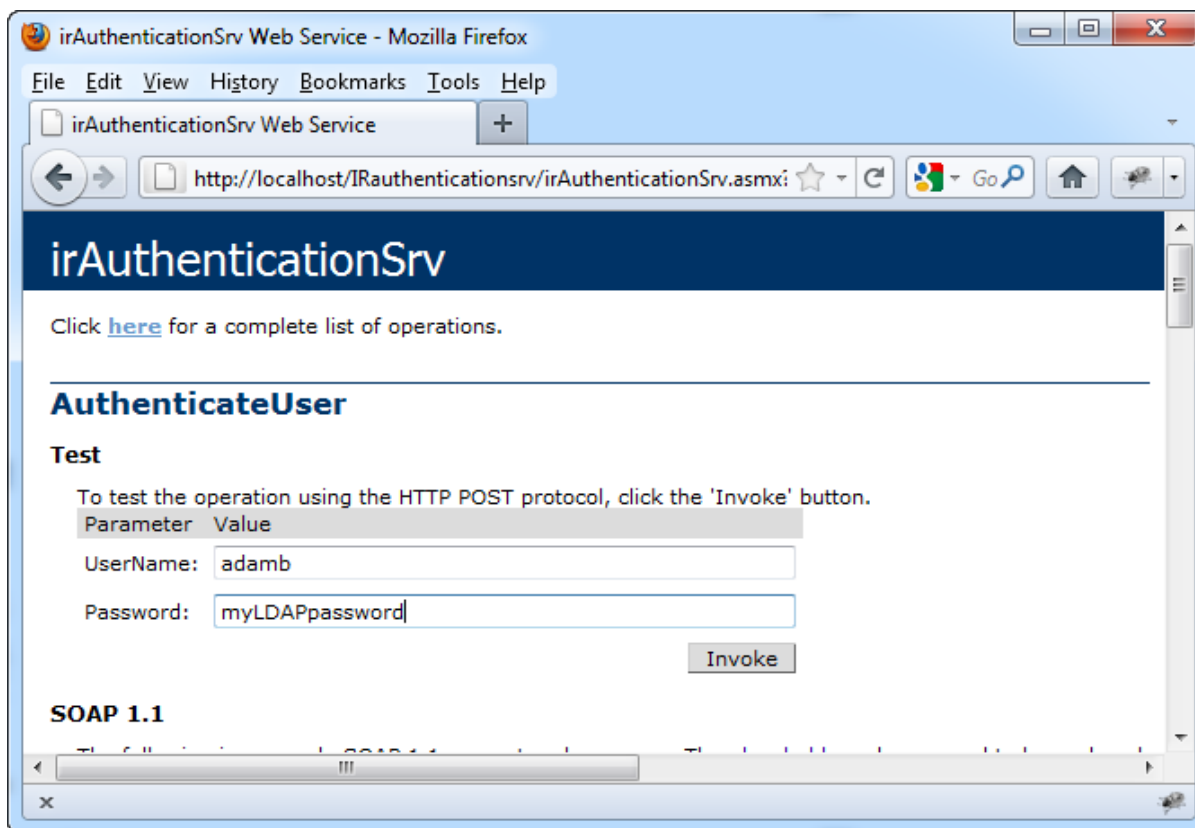 irAuthenticationSrv Web Service - Mozilla Firefox
File Edit View History Bookmarks Tools Help
irAuthenticationSrv Web Service
http://localhost/IRauthenticationsrv/irAuthenticationSrv.asmx? Go
irAuthenticationSrv
Click here for a complete list of operations.
AuthenticateUser
Test
To test the operation using the HTTP POST protocol, click the 'Invoke' button.
Parameter Value
UserName: adamb
Password: myLDAPpassword
Invoke
SOAP 1.1